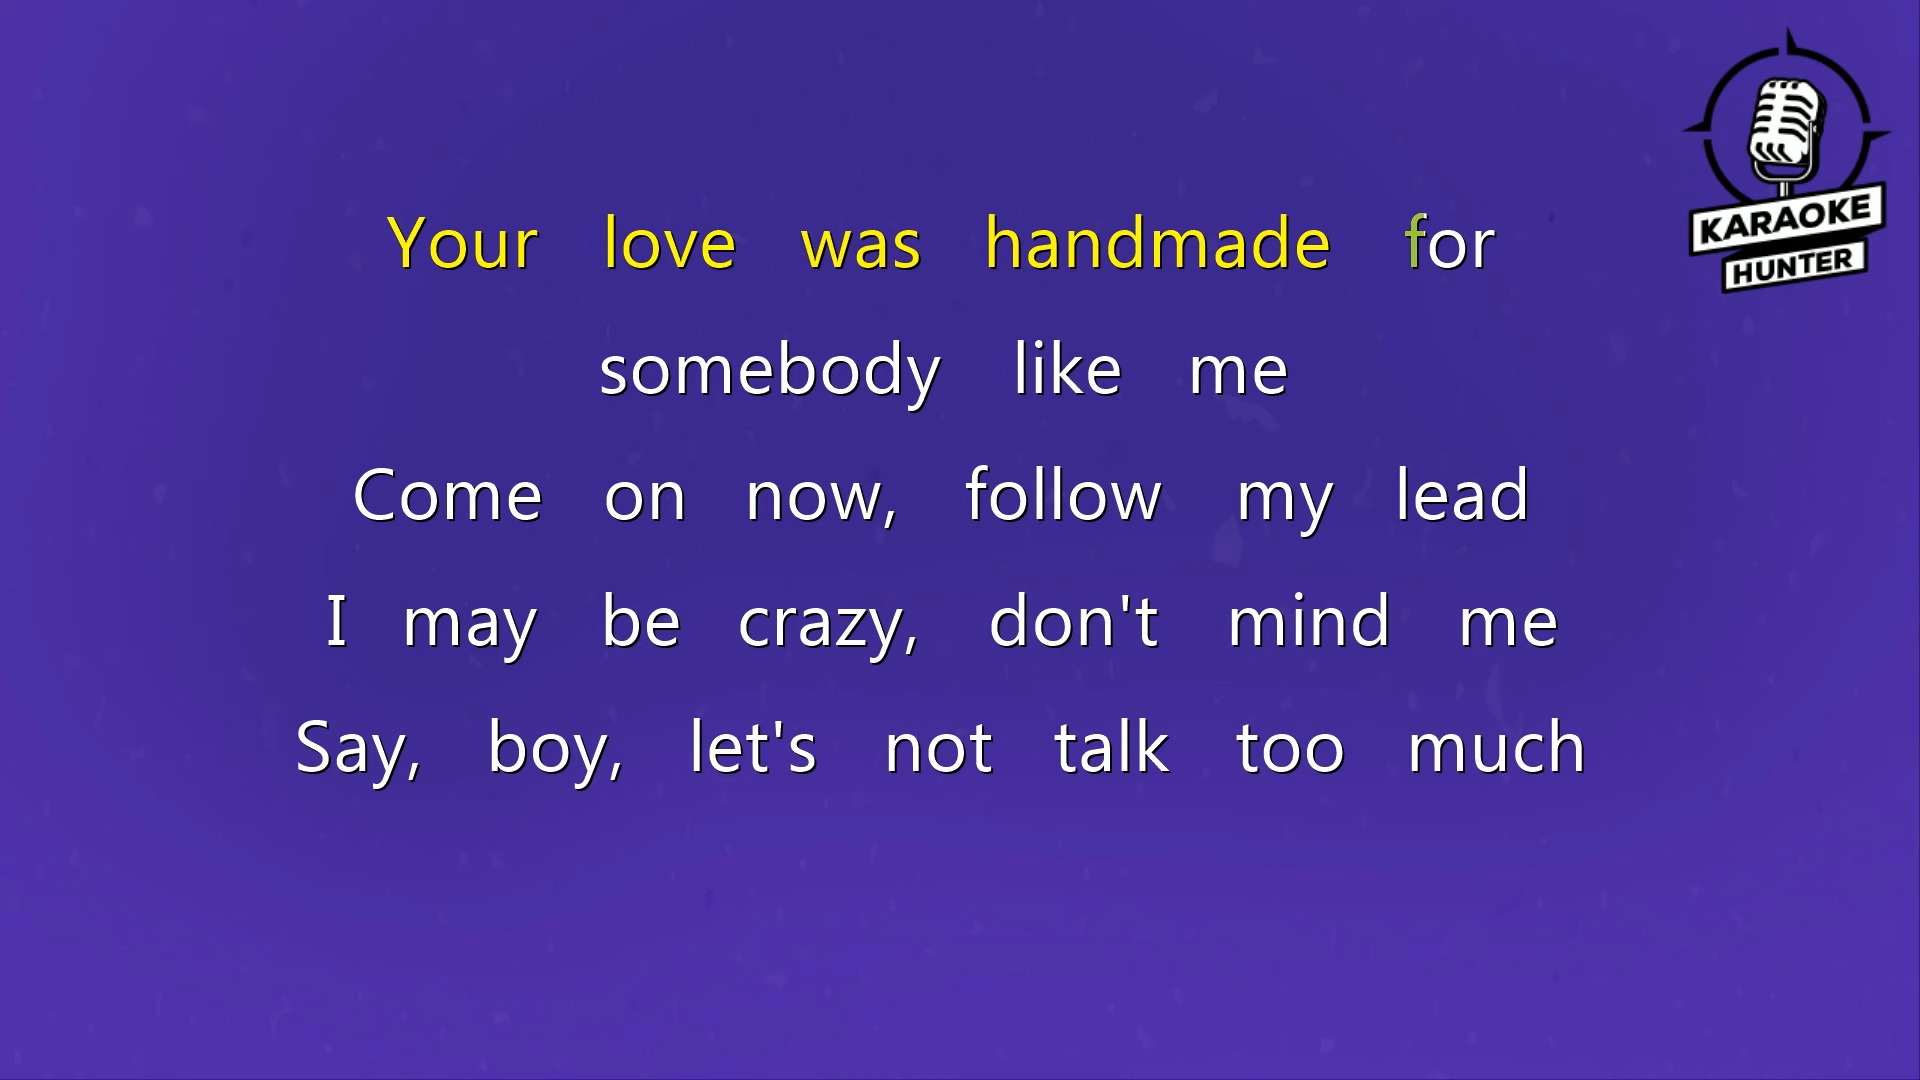 Your love was handmade for
somebody like me
Come on now, follow my lead
I may be crazy, don't mind me
Say, boy, let's not talk too much
KARAOKE
HUNTER